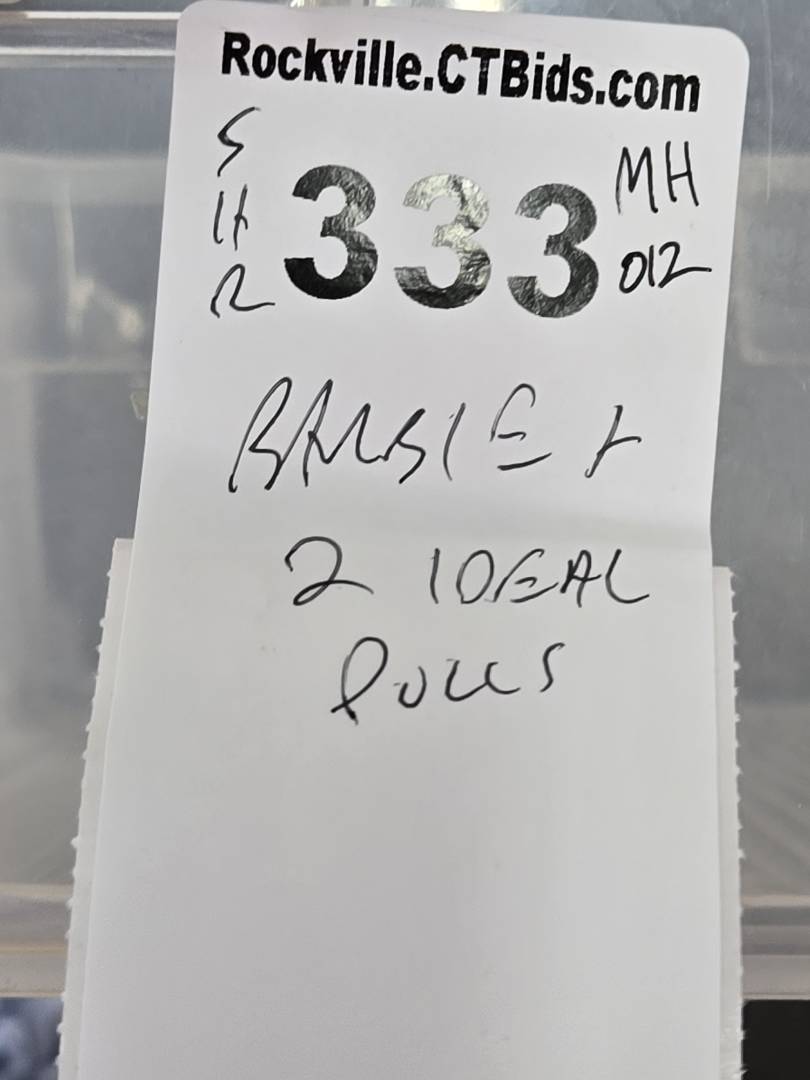 Rockville.CTBids.com
S
H
R
333
MH
012
BARBIE +
2 IDEAL
DOLLS